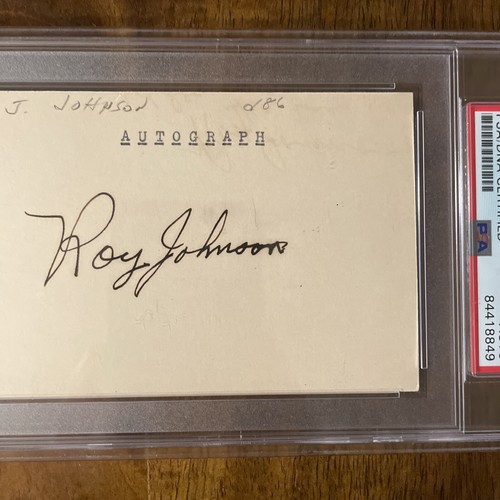 J. JOHNSON d86
AUTOGRAPH
Roy Johnson
PSA/DNA CERTIFIED
PSA
84418849